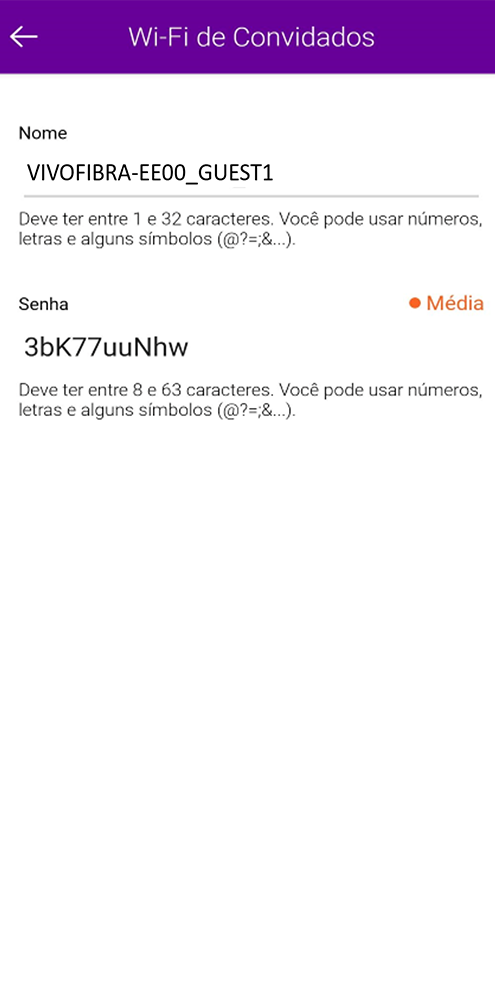 Wi-Fi de Convidados
Nome
VIVOFIBRA-EE00_GUEST1
Deve ter entre 1 e 32 caracteres. Você pode usar números,
letras e alguns símbolos (@?=;&...).
Senha
Média
3bK77uuNhw
Deve ter entre 8 e 63 caracteres. Você pode usar números,
letras e alguns símbolos (@?=;&...).